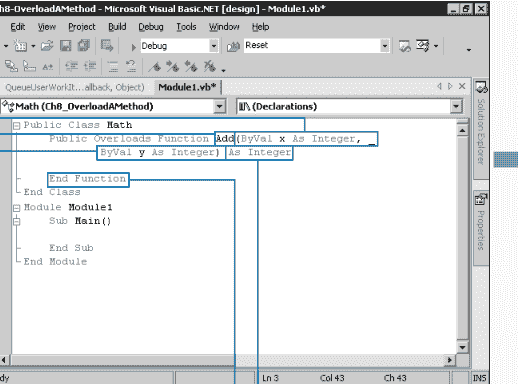 h8-OverloadAMethod - Microsoft Visual Basic.NET [design] - Module1.vb*
Edit View Project Build Debug Tools Window Help
Debug Reset
QueueUserWorkIt...allback, Object) Module1.vb*
Math (Ch8_OverloadAMethod) (Declarations)
Public Class Math
Public Overloads Function Add(ByVal x As Integer, _
ByVal y As Integer) As Integer
End Function
End Class
Module Module1
Sub Main()
End Sub
End Module
Solution Explorer
Properties
dy Ln 3 Col 43 Ch 43 INS